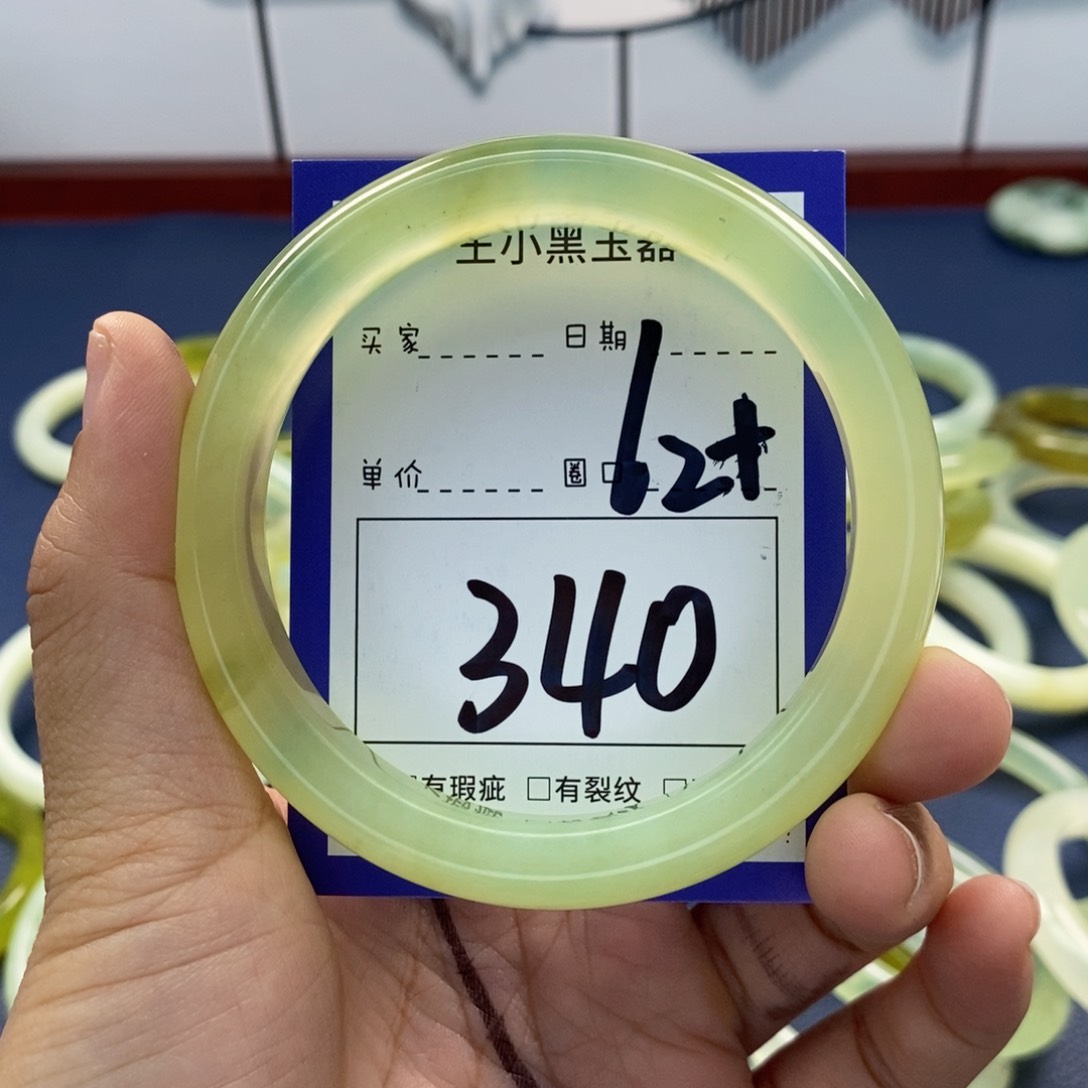 王小黑玉器
买家 日期
62+
单价 圈口
340
有瑕疵 □有裂纹 □